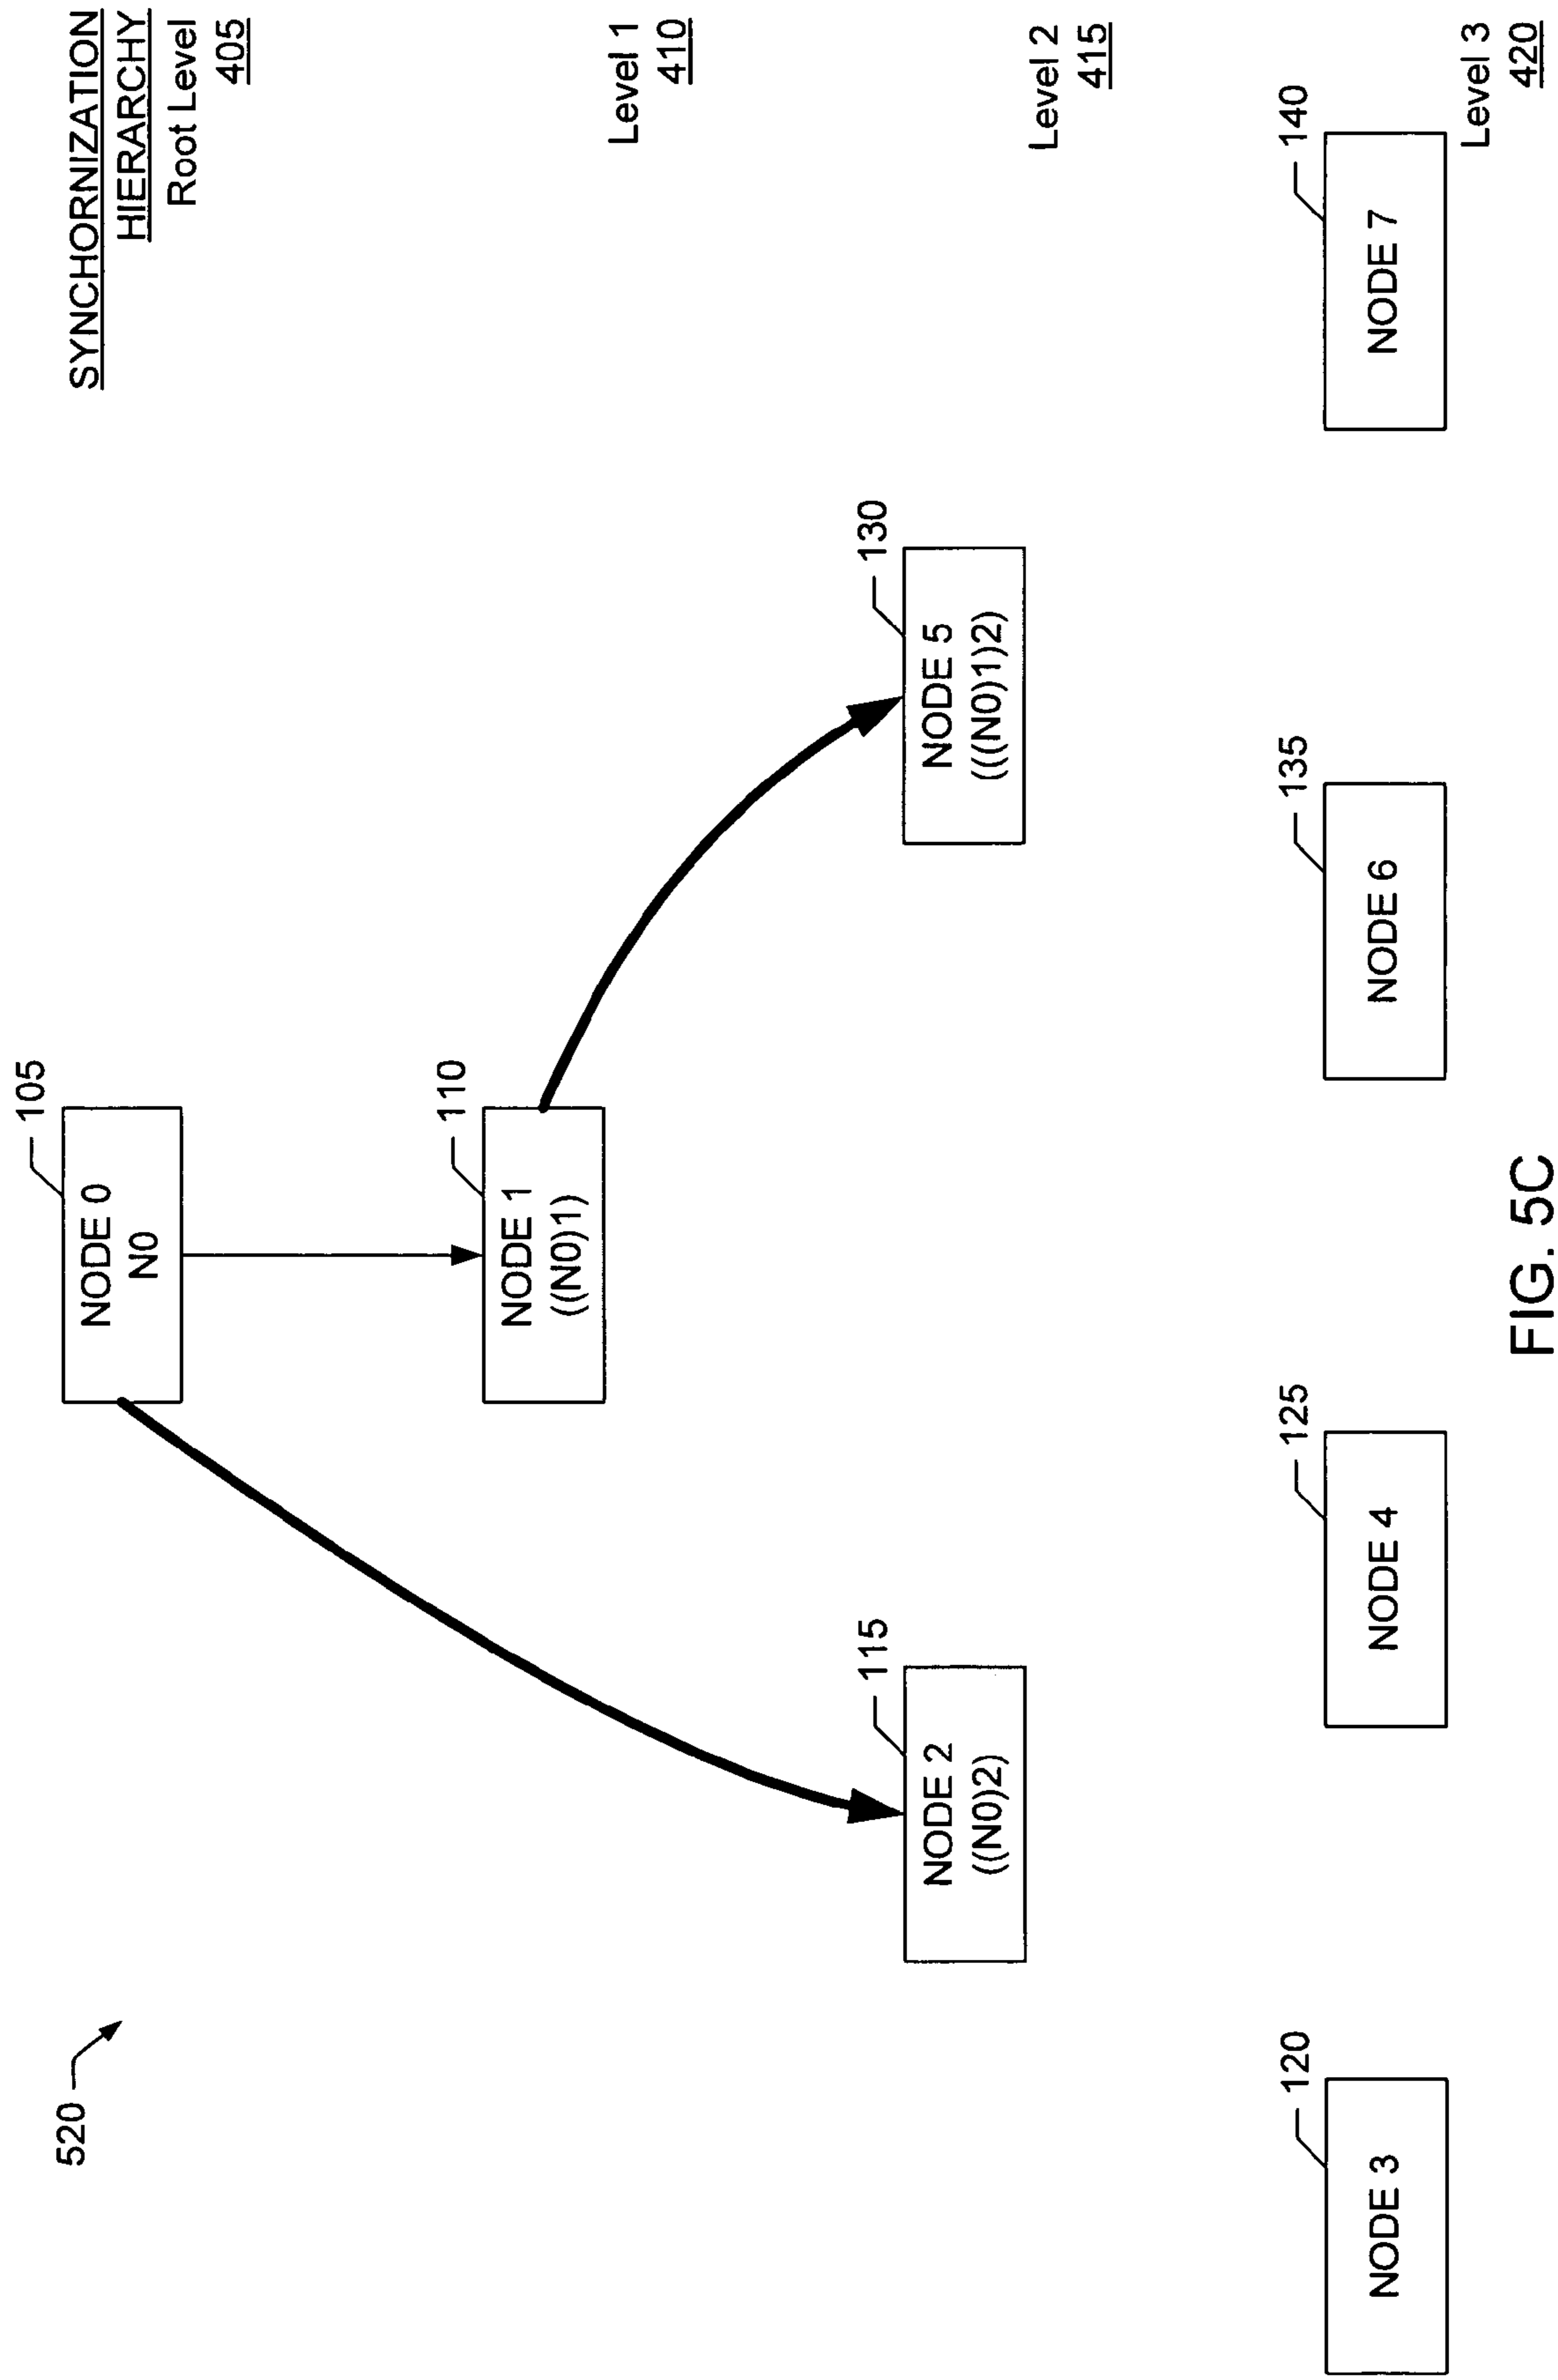 SYNCHORNIZATION
HIERARCHY
Root Level
405
520
105
NODE 0
N0
110
NODE 1
((N0)1)
Level 1
410
115
NODE 2
((N0)2)
130
NODE 5
(((N0)1)2)
Level 2
415
120
NODE 3
125
NODE 4
135
NODE 6
140
NODE 7
Level 3
420
FIG. 5C